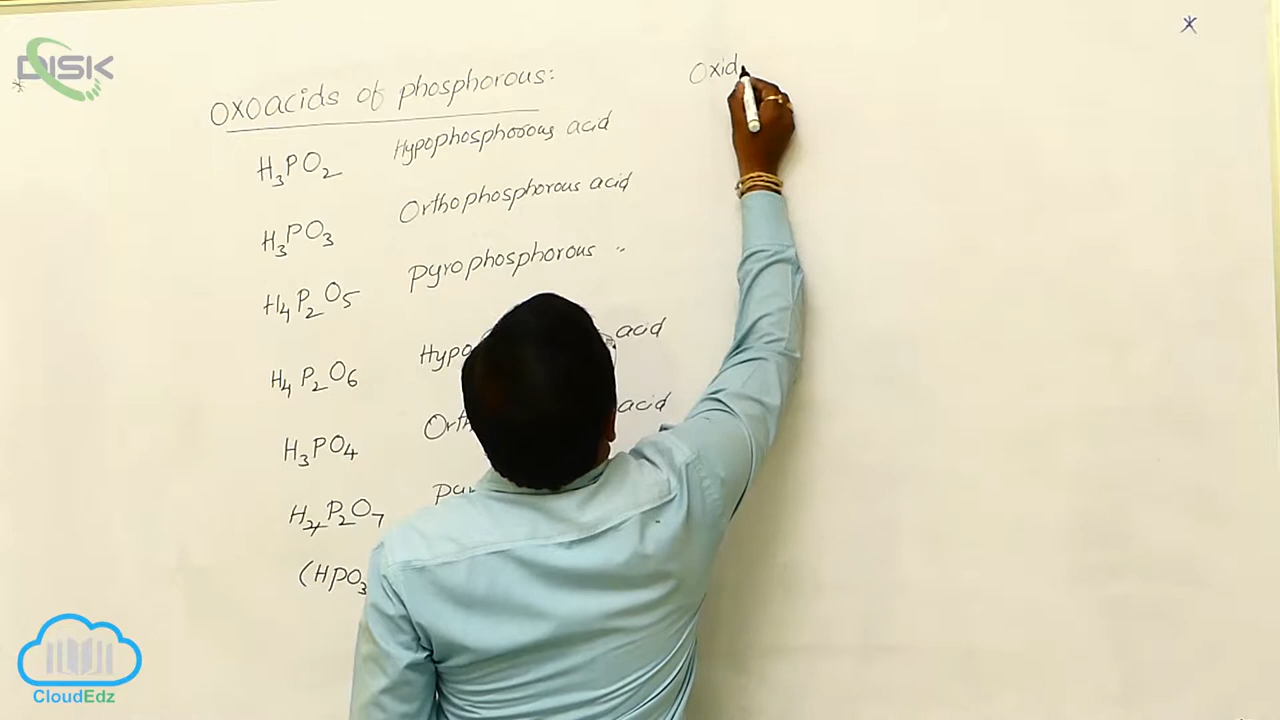 DISK
Oxoacids of phosphorous:
Oxid
H3PO2 Hypophosphorous acid
H3PO3 Orthophosphorous acid
H4P2O5 pyrophosphorous "
H4P2O6 Hypo acid
H3PO4 Orth acid
H4P2O7
(HPO3
CloudEdz